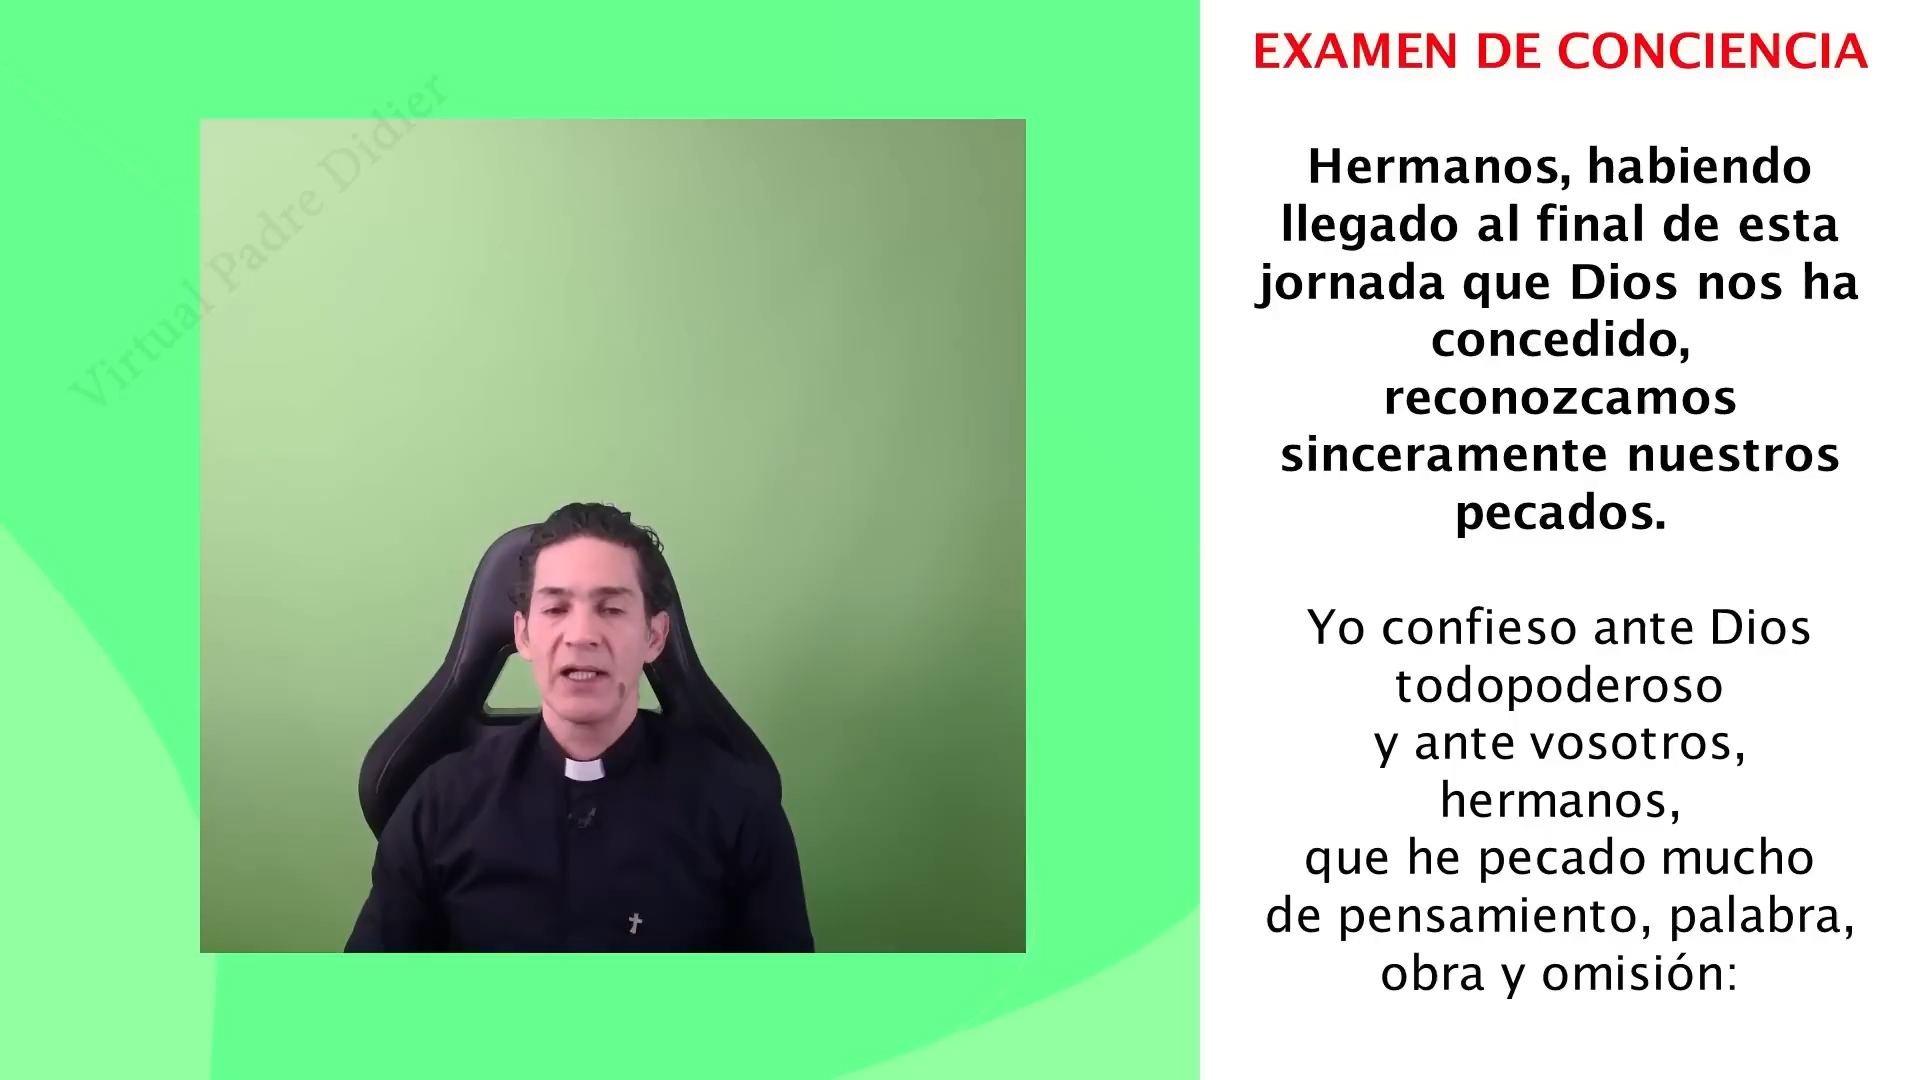 Virtual Padre Didier
EXAMEN DE CONCIENCIA
Hermanos, habiendo
llegado al final de esta
jornada que Dios nos ha
concedido,
reconozcamos
sinceramente nuestros
pecados.
Yo confieso ante Dios
todopoderoso
y ante vosotros,
hermanos,
que he pecado mucho
de pensamiento, palabra,
obra y omisión: